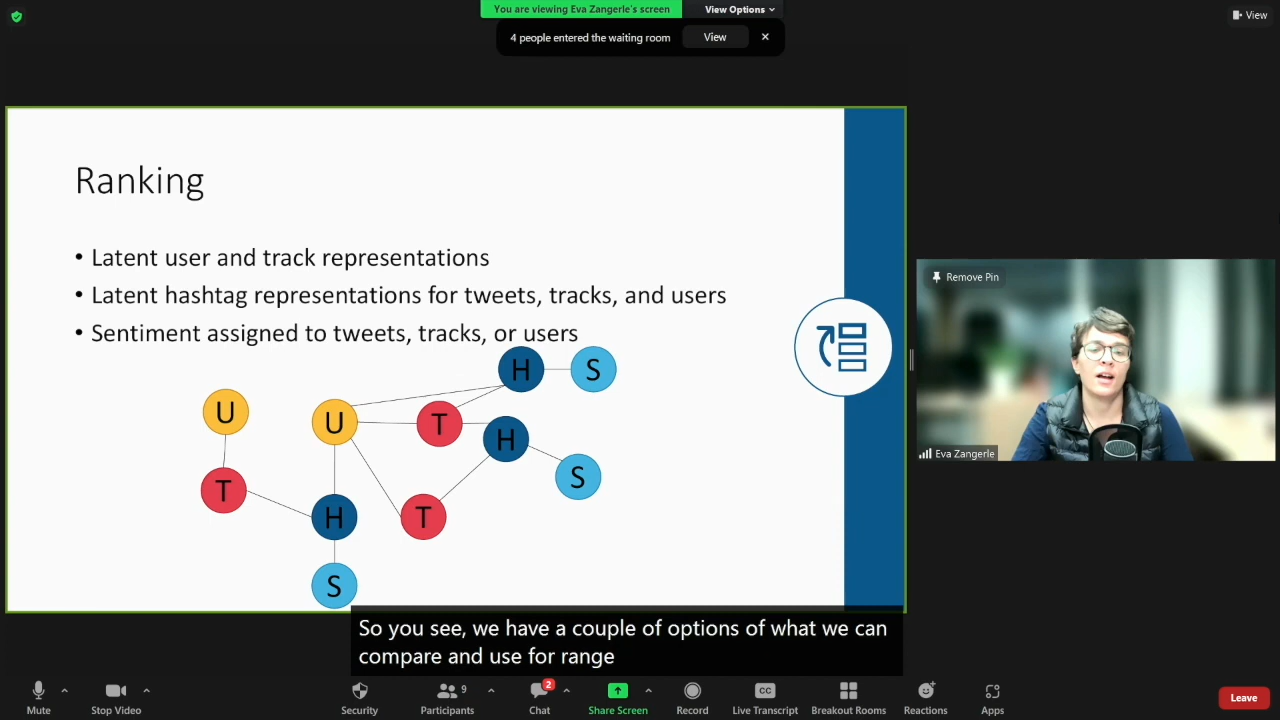 You are viewing Eva Zangerle's screen
View Options
View
4 people entered the waiting room
View
Ranking
• Latent user and track representations
• Latent hashtag representations for tweets, tracks, and users
• Sentiment assigned to tweets, tracks, or users
H
S
U
U
T
H
S
T
H
T
S
Remove Pin
Eva Zangerle
So you see, we have a couple of options of what we can
compare and use for range
Mute
Stop Video
Security
9
Participants
2
Chat
Share Screen
Record
CC
Live Transcript
Breakout Rooms
Reactions
Apps
Leave